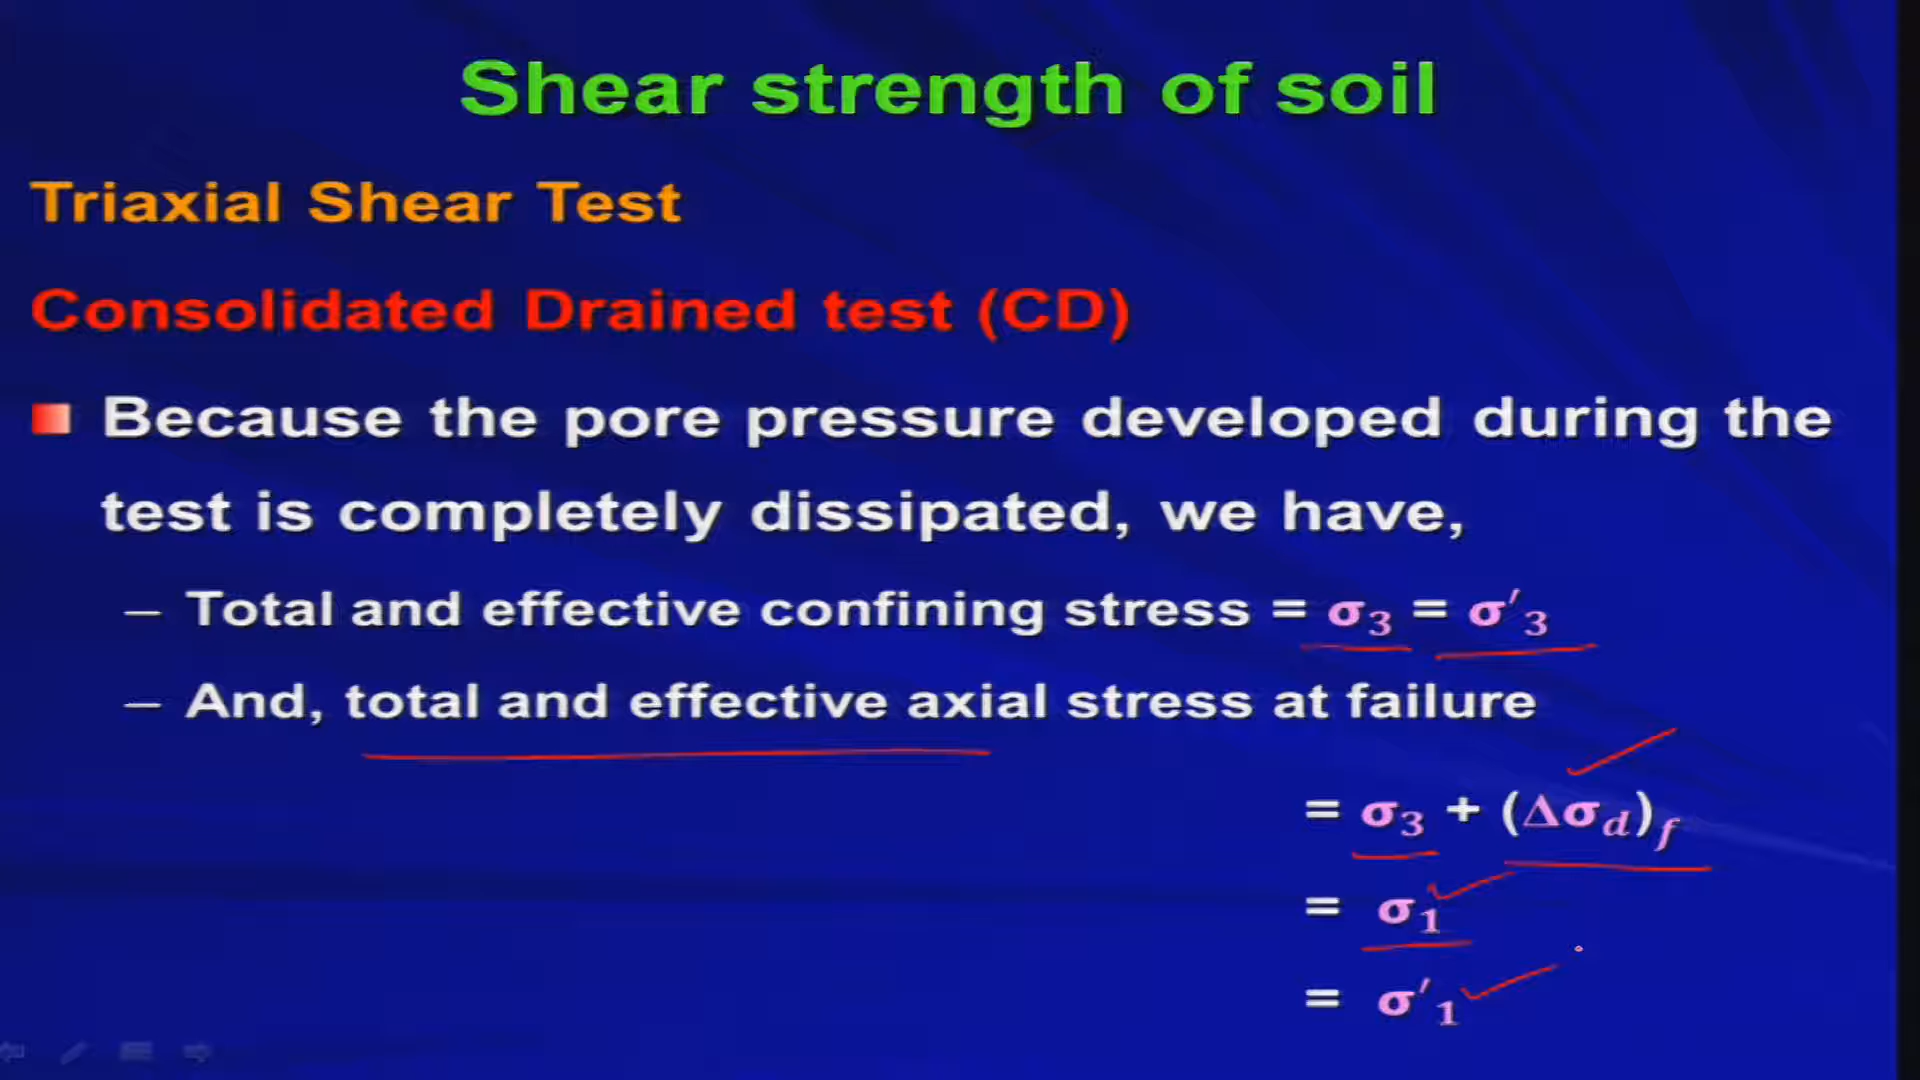 Shear strength of soil
Triaxial Shear Test
Consolidated Drained test (CD)
Because the pore pressure developed during the
test is completely dissipated, we have,
– Total and effective confining stress = σ₃ = σ′₃
– And, total and effective axial stress at failure
= σ₃ + (Δσ_d)_f
= σ₁
= σ′₁